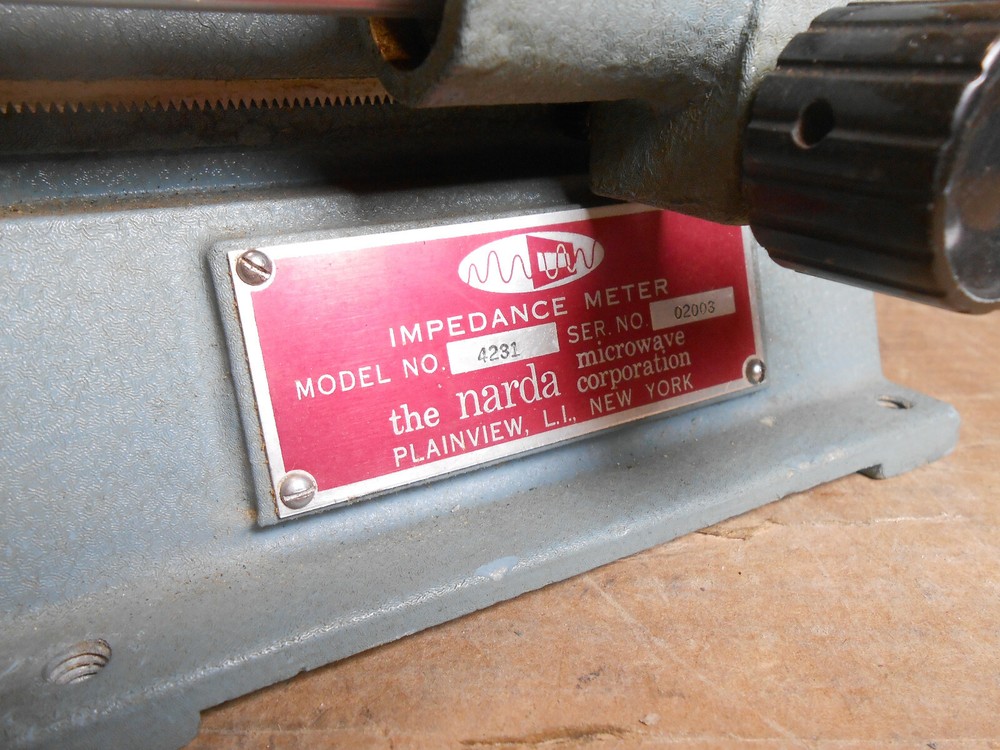 IMPEDANCE METER
MODEL NO. 4231 SER. NO. 02003
the narda microwave corporation
PLAINVIEW, L.I., NEW YORK